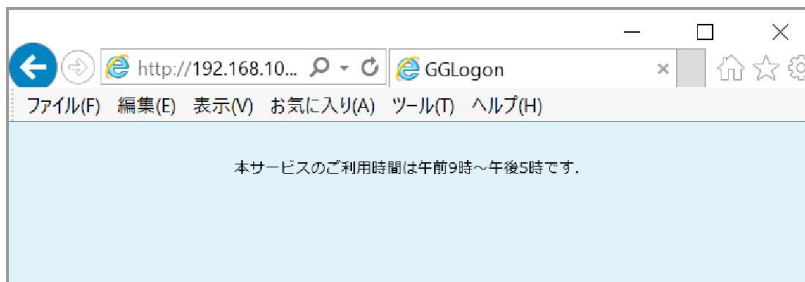 http://192.168.10... GGLogon
ファイル(F) 編集(E) 表示(V) お気に入り(A) ツール(T) ヘルプ(H)
本サービスのご利用時間は午前9時～午後5時です.